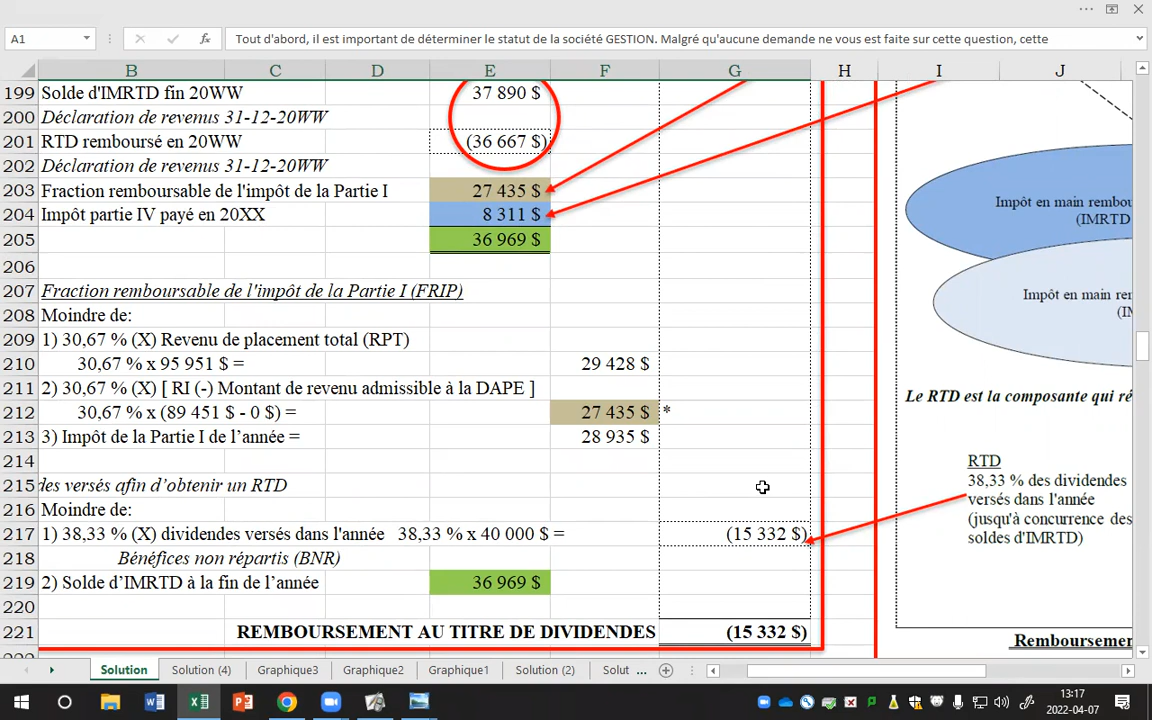 A1
fx
Tout d'abord, il est important de déterminer le statut de la société GESTION. Malgré qu'aucune demande ne vous est faite sur cette question, cette
B C D E F G H I J
199 Solde d'IMRTD fin 20WW 37 890 $
200 Déclaration de revenus 31-12-20WW
201 RTD remboursé en 20WW (36 667 $)
202 Déclaration de revenus 31-12-20WW
203 Fraction remboursable de l'impôt de la Partie I 27 435 $
204 Impôt partie IV payé en 20XX 8 311 $
205 36 969 $
206
207 Fraction remboursable de l'impôt de la Partie I (FRIP)
208 Moindre de:
209 1) 30,67 % (X) Revenu de placement total (RPT)
210 30,67 % x 95 951 $ = 29 428 $
211 2) 30,67 % (X) [ RI (-) Montant de revenu admissible à la DAPE ]
212 30,67 % x (89 451 $ - 0 $) = 27 435 $ *
213 3) Impôt de la Partie I de l'année = 28 935 $
214
215 des versés afin d'obtenir un RTD
216 Moindre de:
217 1) 38,33 % (X) dividendes versés dans l'année 38,33 % x 40 000 $ = (15 332 $)
218 Bénéfices non répartis (BNR)
219 2) Solde d'IMRTD à la fin de l'année 36 969 $
220
221 REMBOURSEMENT AU TITRE DE DIVIDENDES (15 332 $)
Impôt en main rembou
(IMRTD
Impôt en main rem
(IM
Le RTD est la composante qui ré
RTD
38,33 % des dividendes
versés dans l'année
(jusqu'à concurrence des
soldes d'IMRTD)
Remboursemen
Solution Solution (4) Graphique3 Graphique2 Graphique1 Solution (2) Solut ...
13:17
2022-04-07